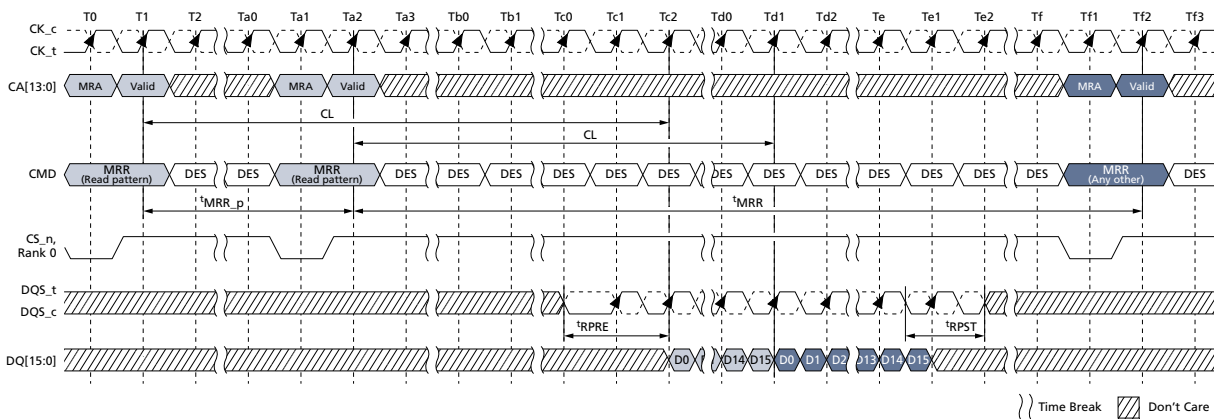 T0 T1 T2 Ta0 Ta1 Ta2 Ta3 Tb0 Tb1 Tc0 Tc1 Tc2 Td0 Td1 Td2 Te Te1 Te2 Tf Tf1 Tf2 Tf3
CK_c
CK_t
CA[13:0] MRA Valid MRA Valid MRA Valid
CL
CL
CMD MRR (Read pattern) DES DES MRR (Read pattern) DES DES DES DES DES DES DES DES DES DES DES DES DES MRR (Any other) DES
tMRR_p tMRR
CS_n,
Rank 0
DQS_t
DQS_c
tRPRE tRPST
DQ[15:0] D0 D14 D15 D0 D1 D2 D13 D14 D15
Time Break Don't Care